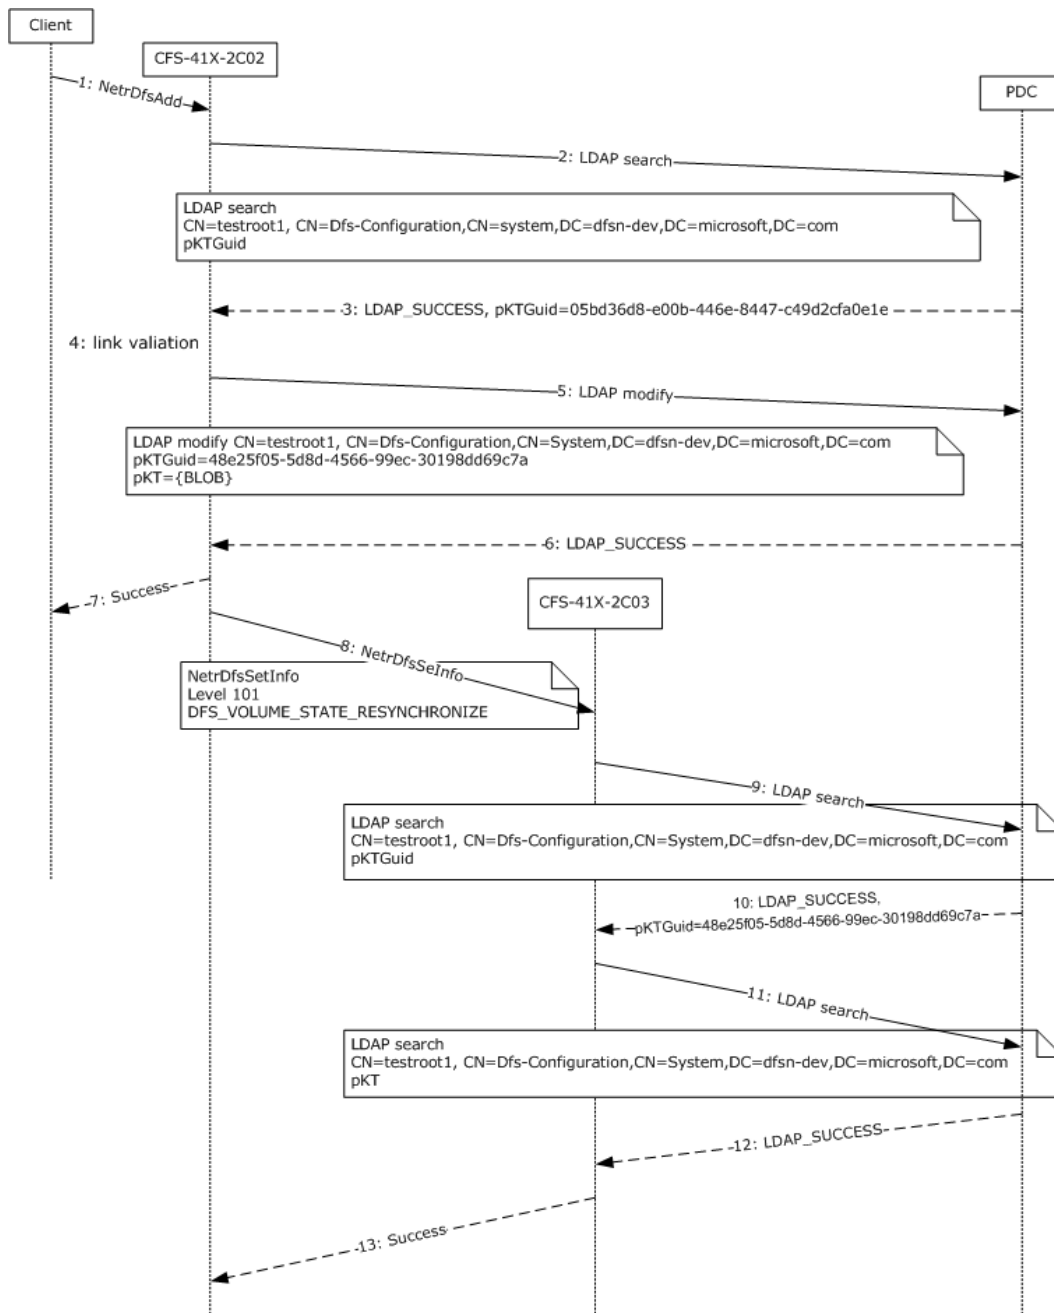 Client
CFS-41X-2C02
PDC
1: NetrDfsAdd
2: LDAP search
LDAP search
CN=testroot1, CN=Dfs-Configuration,CN=system,DC=dfsn-dev,DC=microsoft,DC=com
pKTGuid
3: LDAP_SUCCESS, pKTGuid=05bd36d8-e00b-446e-8447-c49d2cfa0e1e
4: link valiation
5: LDAP modify
LDAP modify CN=testroot1, CN=Dfs-Configuration,CN=System,DC=dfsn-dev,DC=microsoft,DC=com
pKTGuid=48e25f05-5d8d-4566-99ec-30198dd69c7a
pKT={BLOB}
6: LDAP_SUCCESS
7: Success
CFS-41X-2C03
8: NetrDfsSeInfo
NetrDfsSetInfo
Level 101
DFS_VOLUME_STATE_RESYNCHRONIZE
9: LDAP search
LDAP search
CN=testroot1, CN=Dfs-Configuration,CN=System,DC=dfsn-dev,DC=microsoft,DC=com
pKTGuid
10: LDAP_SUCCESS,
pKTGuid=48e25f05-5d8d-4566-99ec-30198dd69c7a
11: LDAP search
LDAP search
CN=testroot1, CN=Dfs-Configuration,CN=System,DC=dfsn-dev,DC=microsoft,DC=com
pKT
12: LDAP_SUCCESS
13: Success